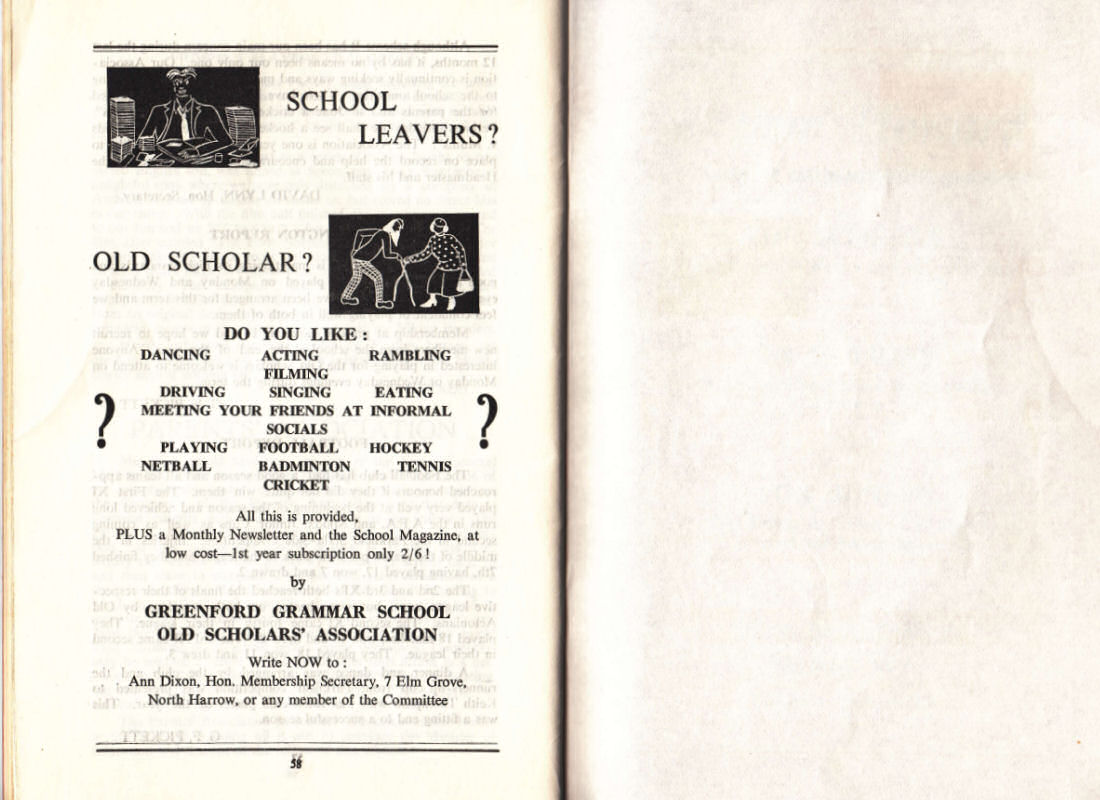 SCHOOL
LEAVERS?
OLD SCHOLAR?
DO YOU LIKE :
DANCING ACTING RAMBLING
FILMING
DRIVING SINGING EATING
? MEETING YOUR FRIENDS AT INFORMAL ?
SOCIALS
PLAYING FOOTBALL HOCKEY
NETBALL BADMINTON TENNIS
CRICKET
All this is provided,
PLUS a Monthly Newsletter and the School Magazine, at
low cost—1st year subscription only 2/6!
by
GREENFORD GRAMMAR SCHOOL
OLD SCHOLARS' ASSOCIATION
Write NOW to :
Ann Dixon, Hon. Membership Secretary, 7 Elm Grove,
North Harrow, or any member of the Committee
58